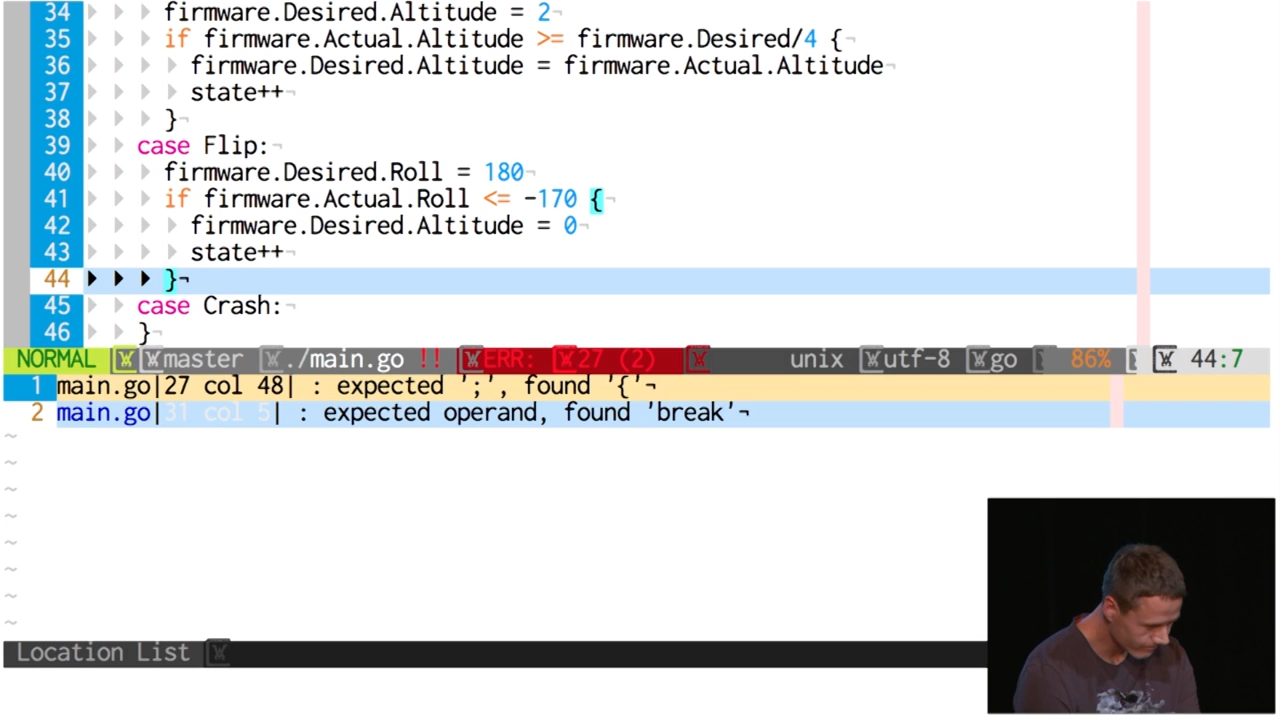 34 firmware.Desired.Altitude = 2
35 if firmware.Actual.Altitude >= firmware.Desired/4 {
36 firmware.Desired.Altitude = firmware.Actual.Altitude
37 state++
38 }
39 case Flip:
40 firmware.Desired.Roll = 180
41 if firmware.Actual.Roll <= -170 {
42 firmware.Desired.Altitude = 0
43 state++
44 }
45 case Crash:
46 }
NORMAL master ./main.go !! ERR: 27 (2) unix utf-8 go 86% 44:7
1 main.go|27 col 48| : expected ';', found '{'
2 main.go|31 col 5| : expected operand, found 'break'
~
~
~
~
~
~
~
~
Location List